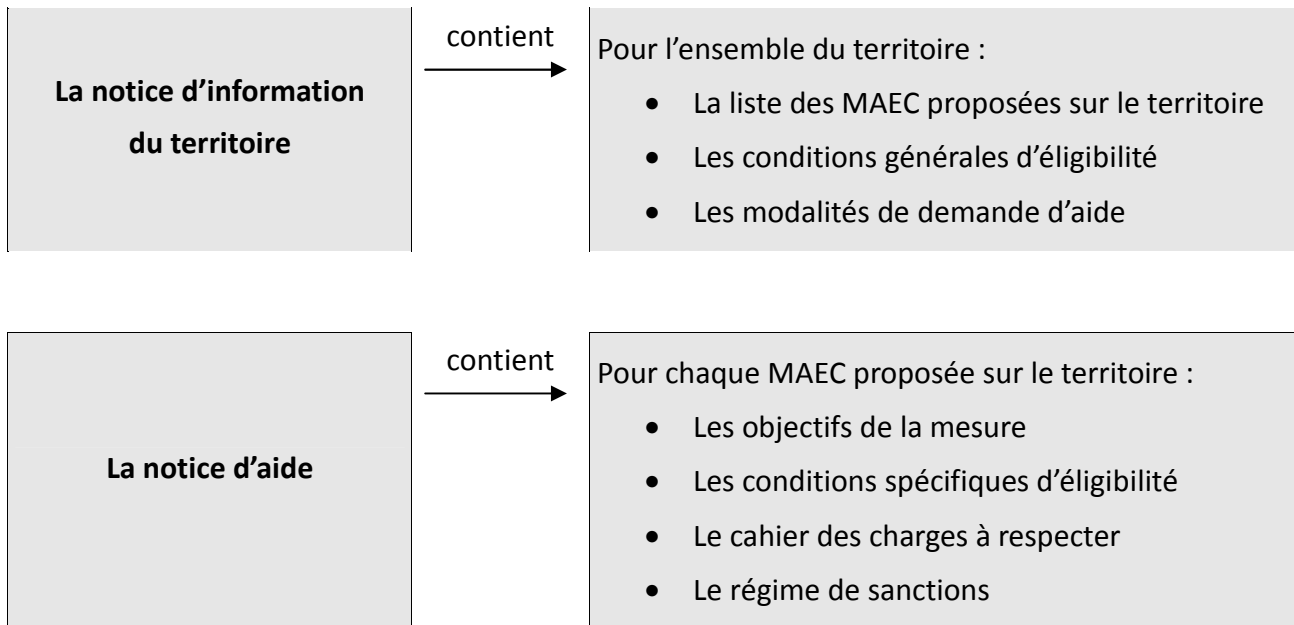 La notice d’information
du territoire
contient
Pour l’ensemble du territoire :
• La liste des MAEC proposées sur le territoire
• Les conditions générales d’éligibilité
• Les modalités de demande d’aide
La notice d’aide
contient
Pour chaque MAEC proposée sur le territoire :
• Les objectifs de la mesure
• Les conditions spécifiques d’éligibilité
• Le cahier des charges à respecter
• Le régime de sanctions